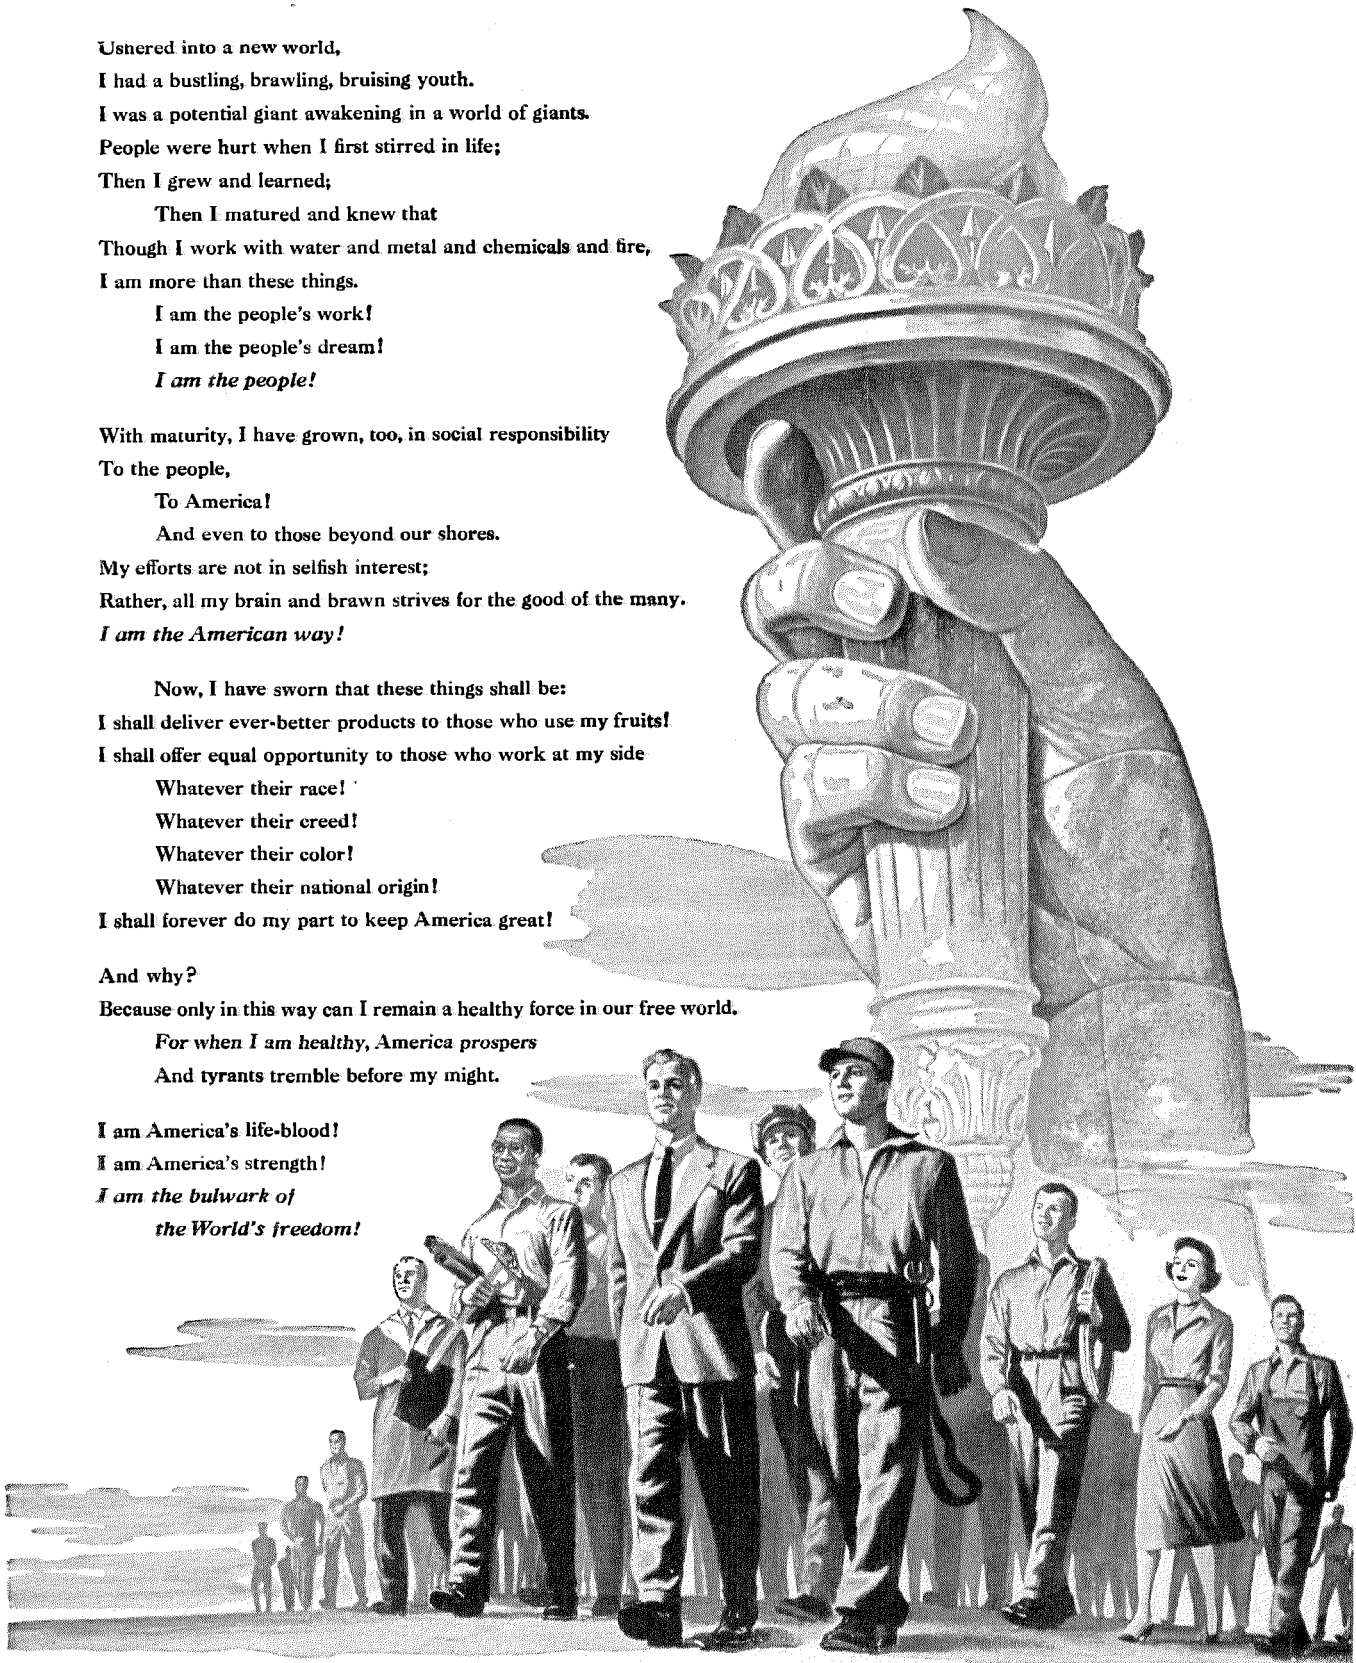 Ushered into a new world,
I had a bustling, brawling, bruising youth.
I was a potential giant awakening in a world of giants.
People were hurt when I first stirred in life;
Then I grew and learned;
Then I matured and knew that
Though I work with water and metal and chemicals and fire,
I am more than these things.
I am the people's work!
I am the people's dream!
I am the people!
With maturity, I have grown, too, in social responsibility
To the people,
To America!
And even to those beyond our shores.
My efforts are not in selfish interest;
Rather, all my brain and brawn strives for the good of the many.
I am the American way!
Now, I have sworn that these things shall be:
I shall deliver ever-better products to those who use my fruits!
I shall offer equal opportunity to those who work at my side
Whatever their race!
Whatever their creed!
Whatever their color!
Whatever their national origin!
I shall forever do my part to keep America great!
And why?
Because only in this way can I remain a healthy force in our free world.
For when I am healthy, America prospers
And tyrants tremble before my might.
I am America's life-blood!
I am America's strength!
I am the bulwark of
the World's freedom!